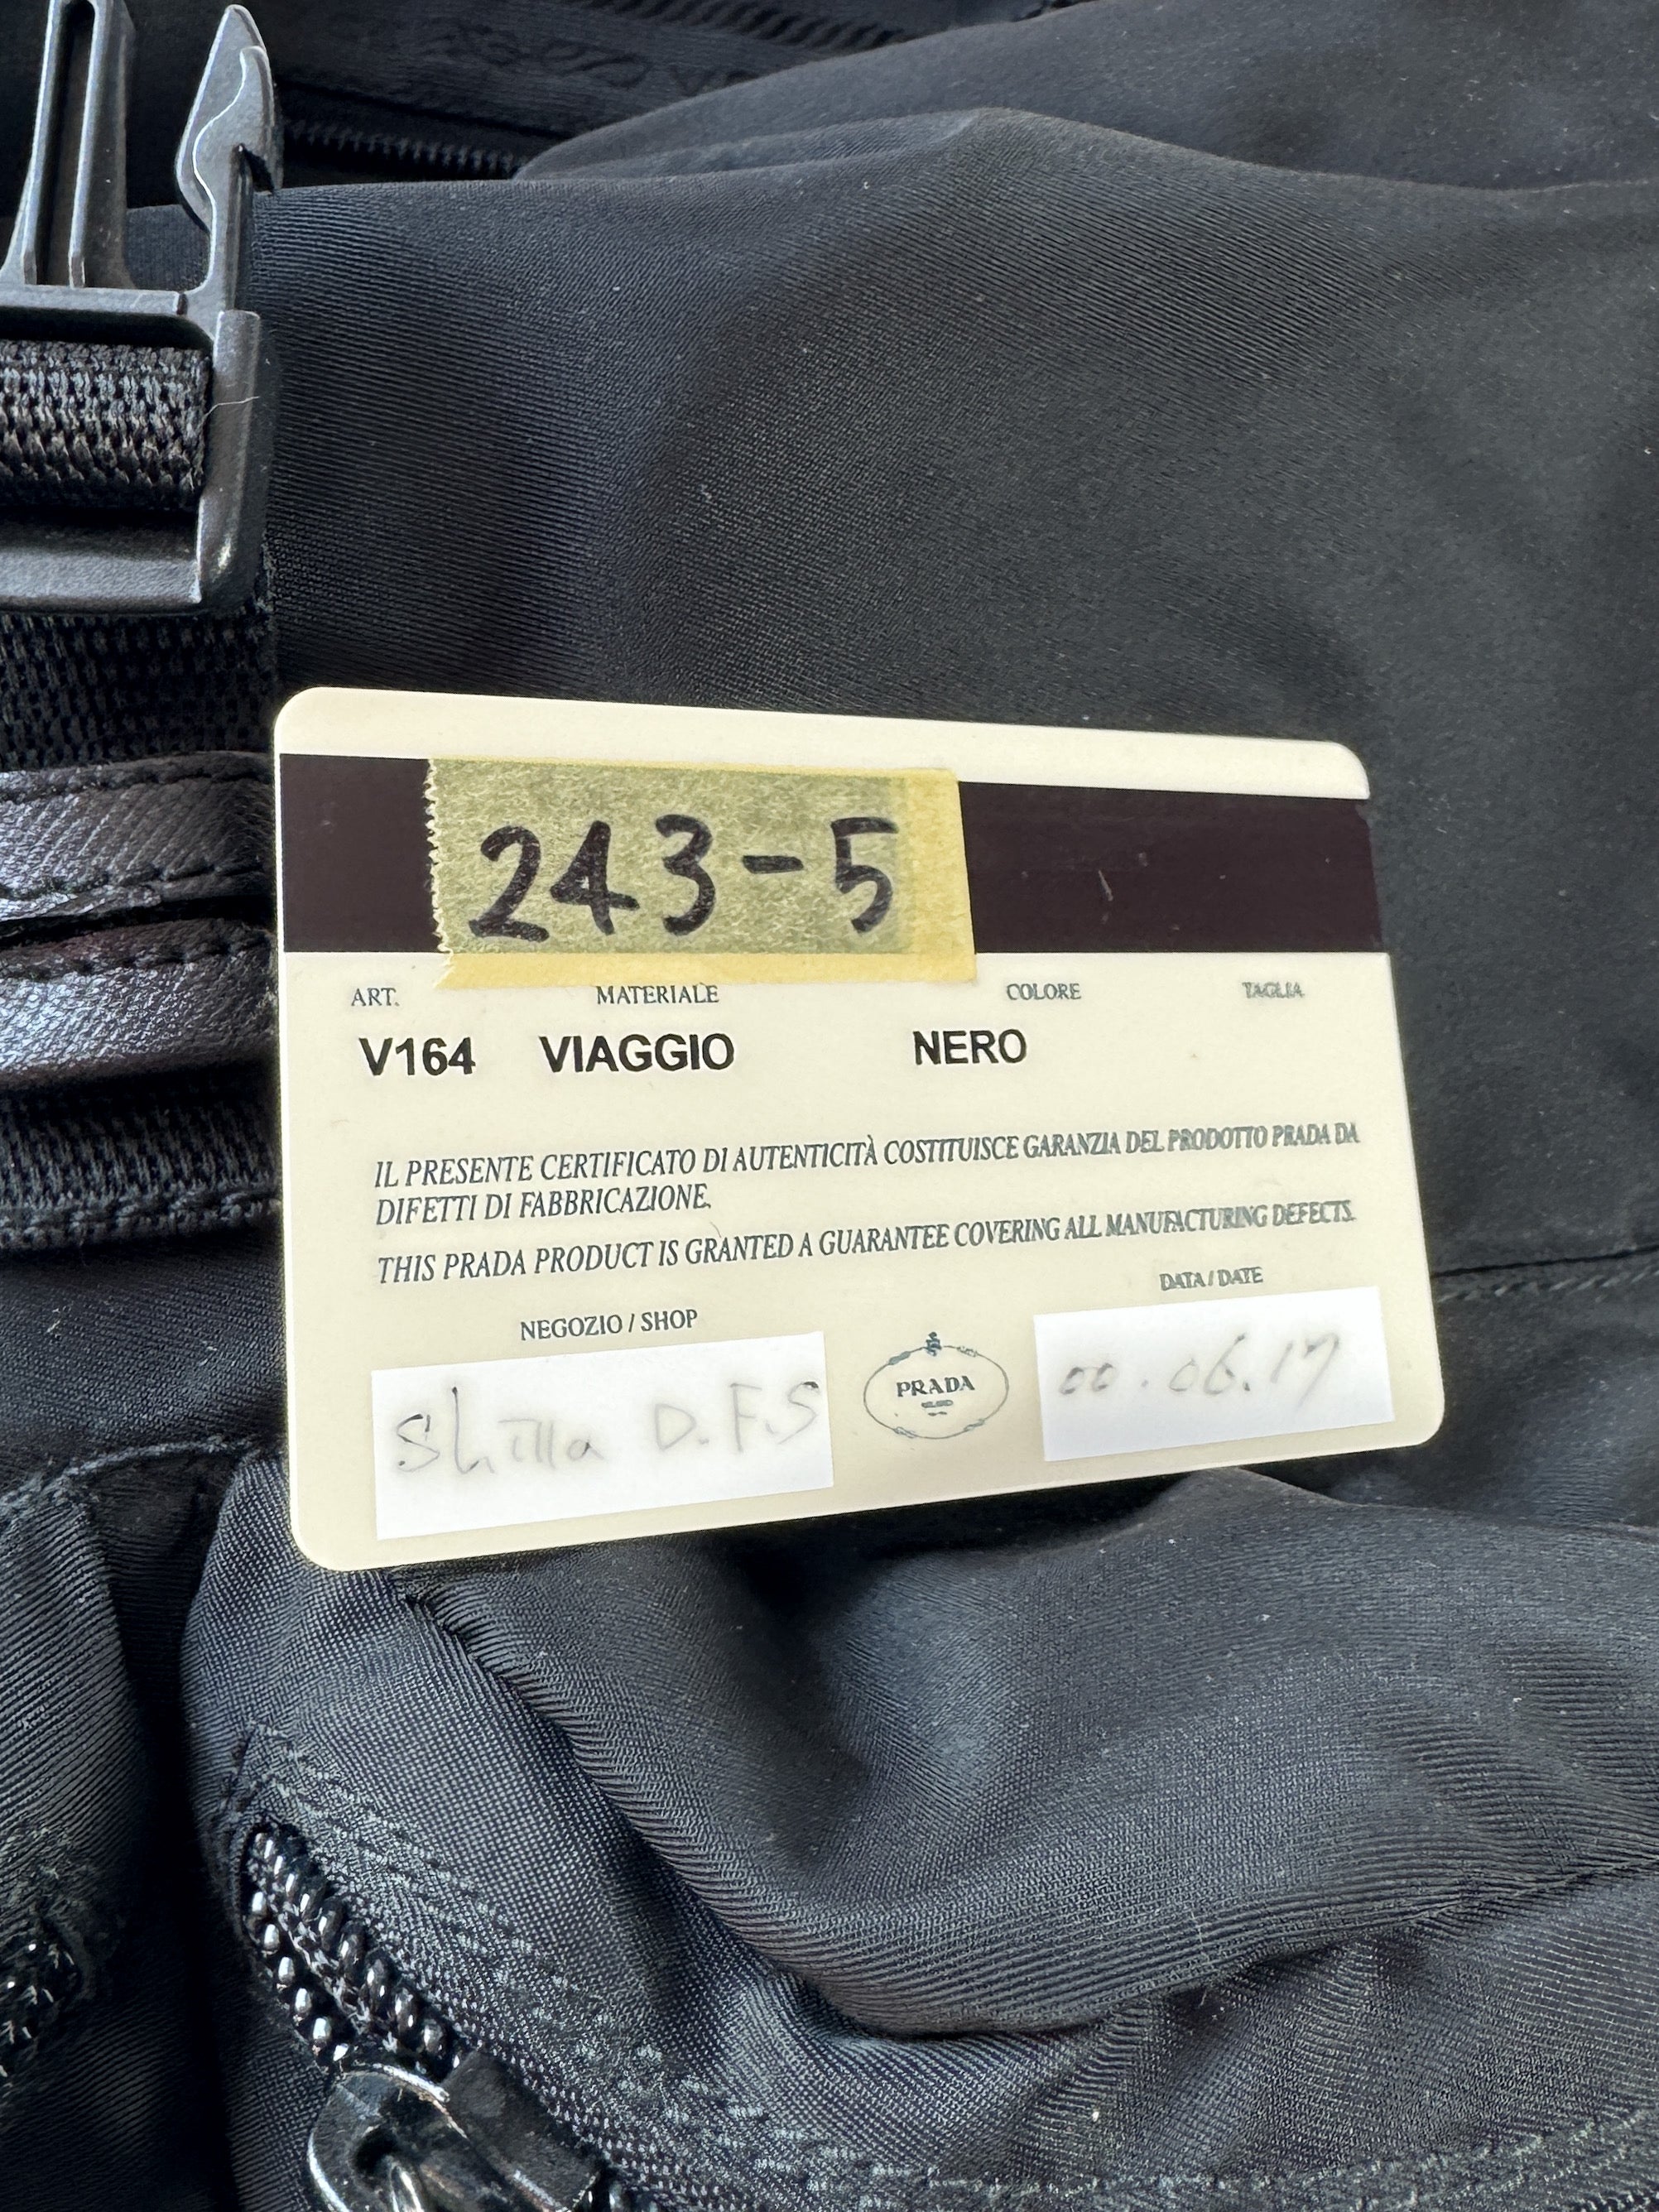 243-5
ART. MATERIALE COLORE TAGLIA
V164 VIAGGIO NERO
IL PRESENTE CERTIFICATO DI AUTENTICITÀ COSTITUISCE GARANZIA DEL PRODOTTO PRADA DA
DIFETTI DI FABBRICAZIONE.
THIS PRADA PRODUCT IS GRANTED A GUARANTEE COVERING ALL MANUFACTURING DEFECTS.
NEGOZIO / SHOP
DATA / DATE
Shilla D.F.S
PRADA
00.06.17